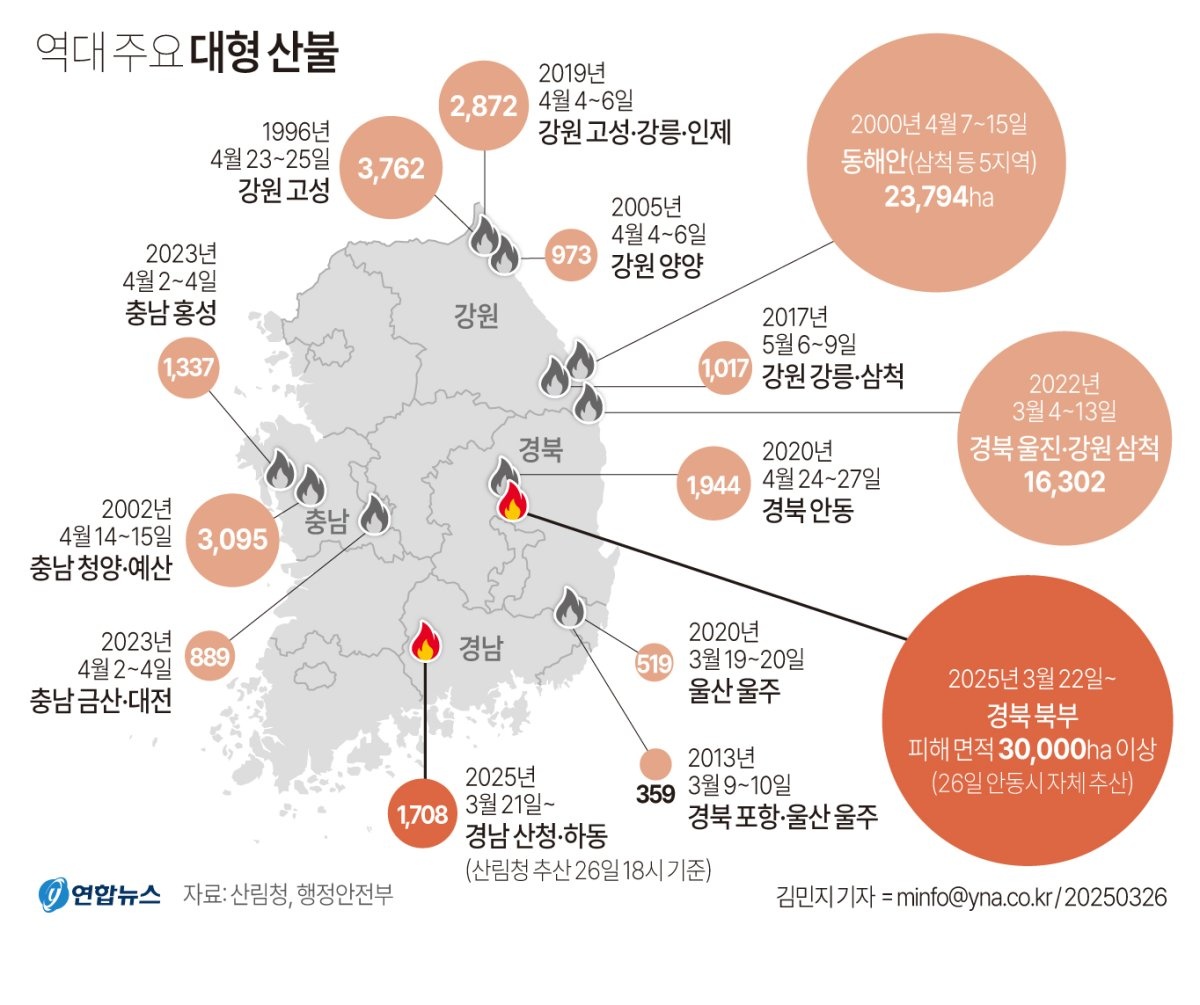 역대 주요 대형 산불
2019년
4월 4~6일
강원 고성·강릉·인제
2,872
1996년
4월 23~25일
강원 고성
3,762
2000년 4월 7~15일
동해안(삼척 등 5지역)
23,794ha
2005년
4월 4~6일
강원 양양
973
2023년
4월 2~4일
충남 홍성
1,337
강원
2017년
5월 6~9일
강원 강릉·삼척
1,017
2022년
3월 4~13일
경북 울진·강원 삼척
16,302
경북
2020년
4월 24~27일
경북 안동
1,944
2002년
4월 14~15일
충남 청양·예산
3,095
충남
2023년
4월 2~4일
충남 금산·대전
889
경남
2020년
3월 19~20일
울산 울주
519
2025년 3월 22일~
경북 북부
피해 면적 30,000ha 이상
(26일 안동시 자체 추산)
2013년
3월 9~10일
경북 포항·울산 울주
359
2025년
3월 21일~
경남 산청·하동
(산림청 추산 26일 18시 기준)
1,708
y 연합뉴스
자료: 산림청, 행정안전부
김민지 기자 = minfo@yna.co.kr / 20250326